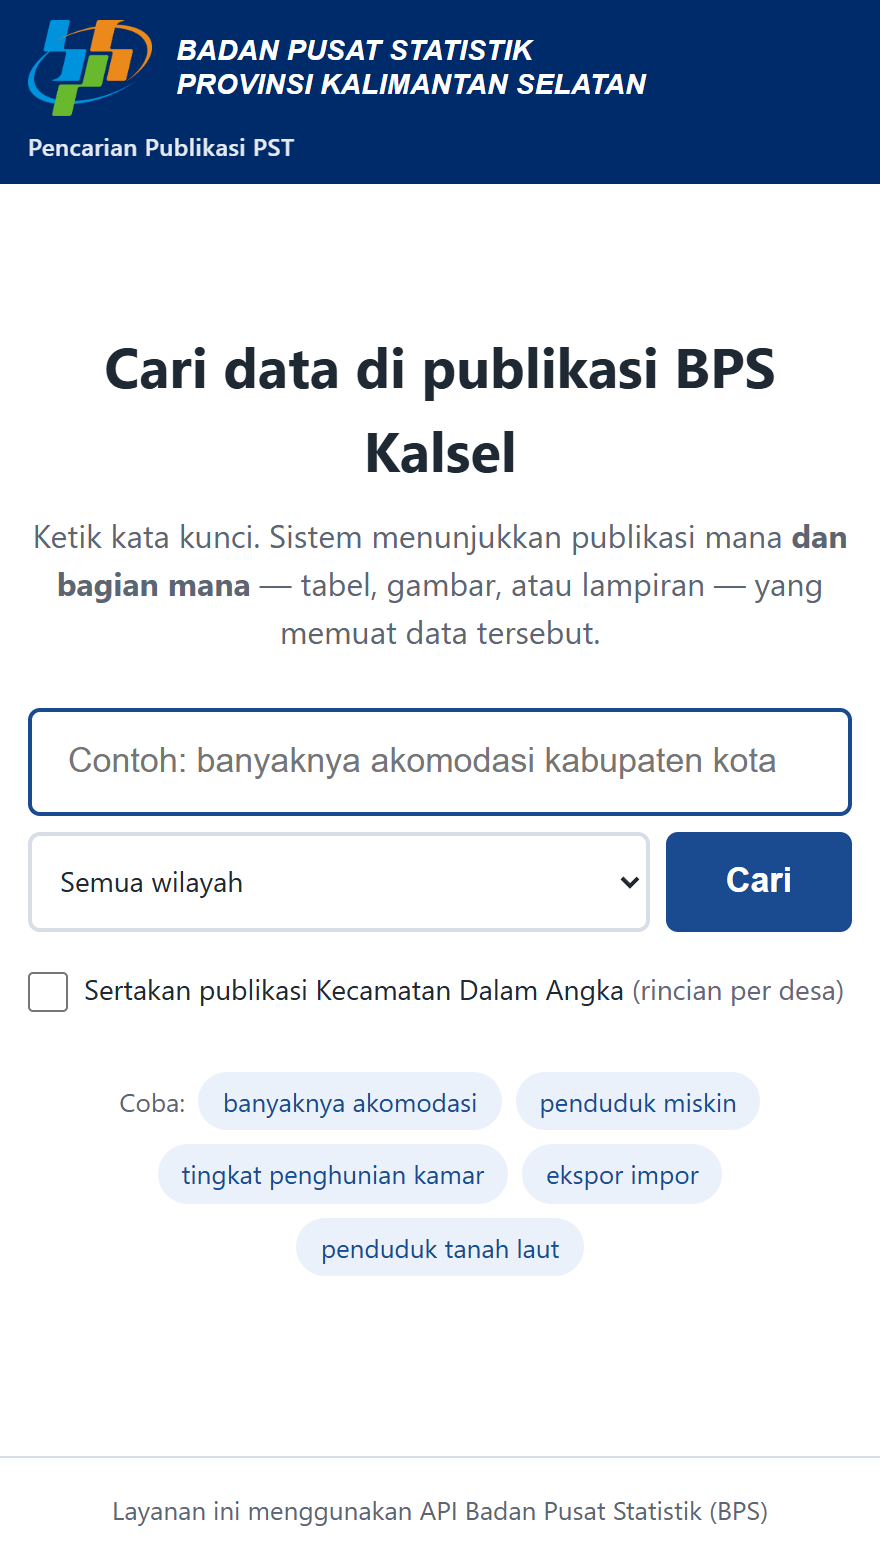 BADAN PUSAT STATISTIK
PROVINSI KALIMANTAN SELATAN
Pencarian Publikasi PST
Cari data di publikasi BPS
Kalsel
Ketik kata kunci. Sistem menunjukkan publikasi mana dan
bagian mana — tabel, gambar, atau lampiran — yang
memuat data tersebut.
Contoh: banyaknya akomodasi kabupaten kota
Semua wilayah
Cari
Sertakan publikasi Kecamatan Dalam Angka (rincian per desa)
Coba: banyaknya akomodasi penduduk miskin
tingkat penghunian kamar ekspor impor
penduduk tanah laut
Layanan ini menggunakan API Badan Pusat Statistik (BPS)